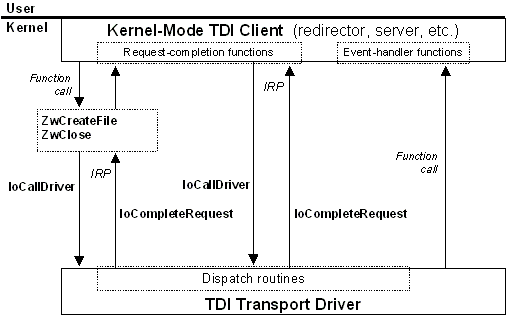 User
Kernel
Kernel-Mode TDI Client (redirector, server, etc.)
Request-completion functions
Event-handler functions
Function
call
IRP
ZwCreateFile
ZwClose
Function
call
IoCallDriver
IRP
IoCallDriver
IoCompleteRequest
IoCompleteRequest
Dispatch routines
TDI Transport Driver